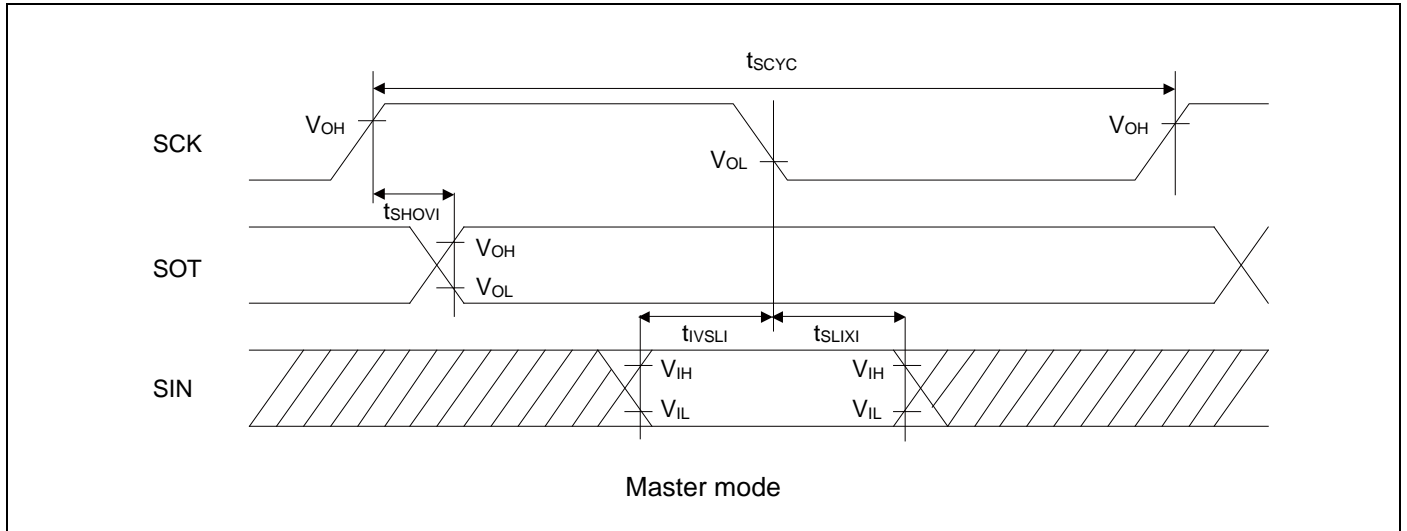 tSCYC
VOH
VOH
SCK
VOL
tSHOVI
VOH
SOT
VOL
tIVSLI
tSLIXI
VIH
VIH
SIN
VIL
VIL
Master mode